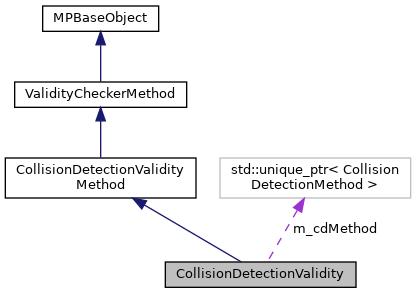 MPBaseObject
ValidityCheckerMethod
CollisionDetectionValidity
Method
std::unique_ptr< Collision
DetectionMethod >
m_cdMethod
CollisionDetectionValidity